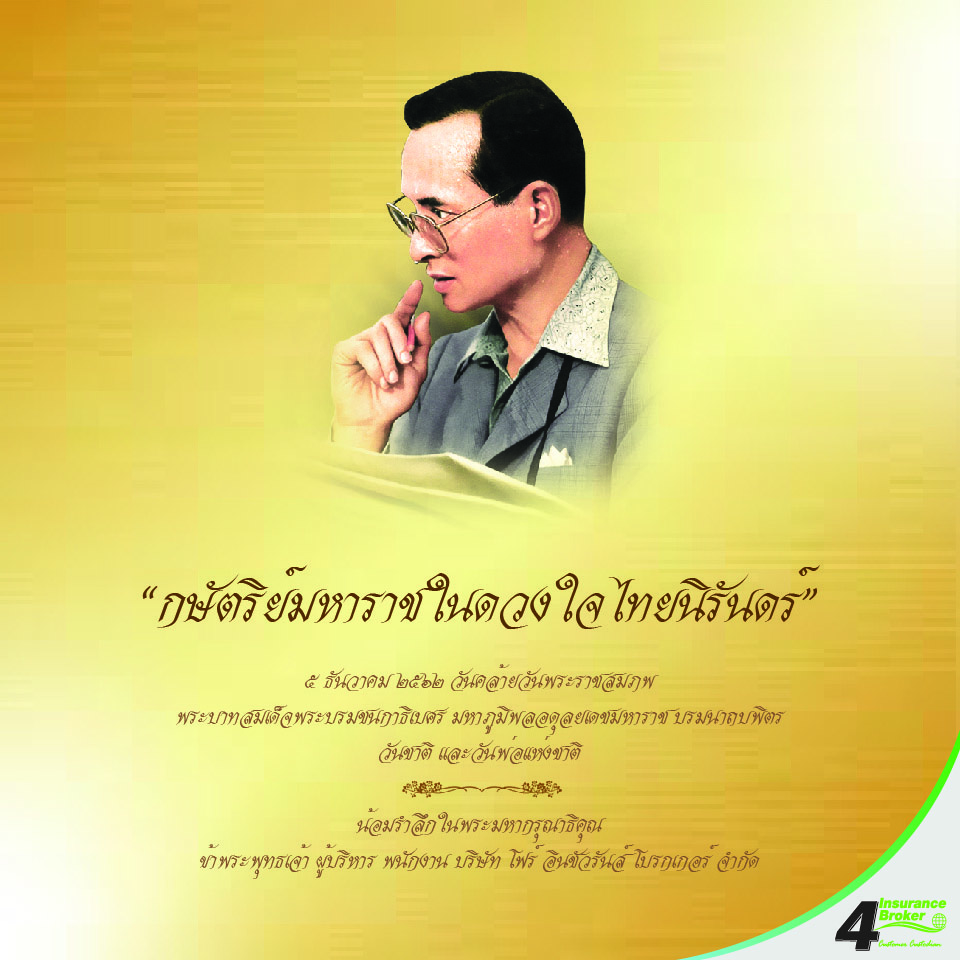 “กษัตริย์มหาราชในดวงใจไทยนิรันดร์”
๕ ธันวาคม ๒๕๖๒ วันคล้ายวันพระราชสมภพ
พระบาทสมเด็จพระบรมชนกาธิเบศร มหาภูมิพลอดุลยเดชมหาราช บรมนาถบพิตร
วันชาติ และวันพ่อแห่งชาติ
น้อมรำลึกในพระมหากรุณาธิคุณ
ข้าพระพุทธเจ้า ผู้บริหาร พนักงาน บริษัท โฟร์ อินชัวรันส์ โบรกเกอร์ จำกัด
4 Insurance
Broker
Customer Custodian